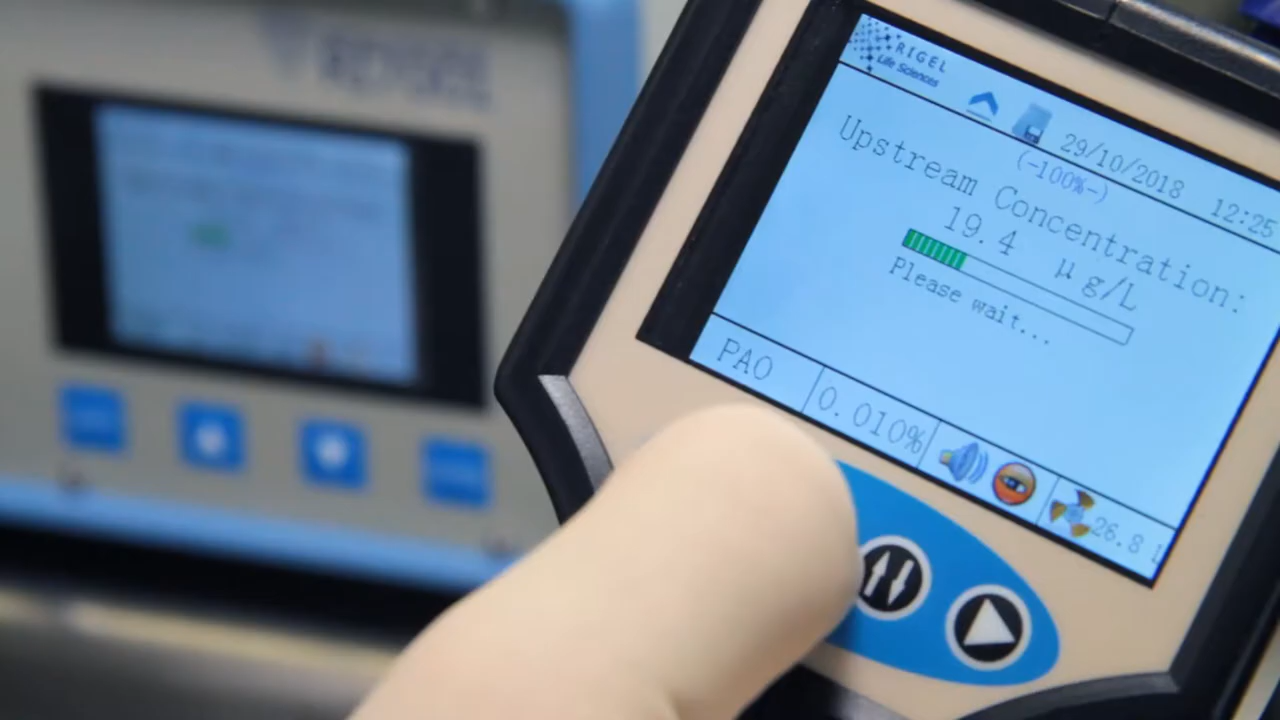 RIGEL
Life Sciences
29/10/2018 12:25
(-100%-)
Upstream Concentration:
19.4 μg/L
Please wait...
PAO
0.010%
26.8